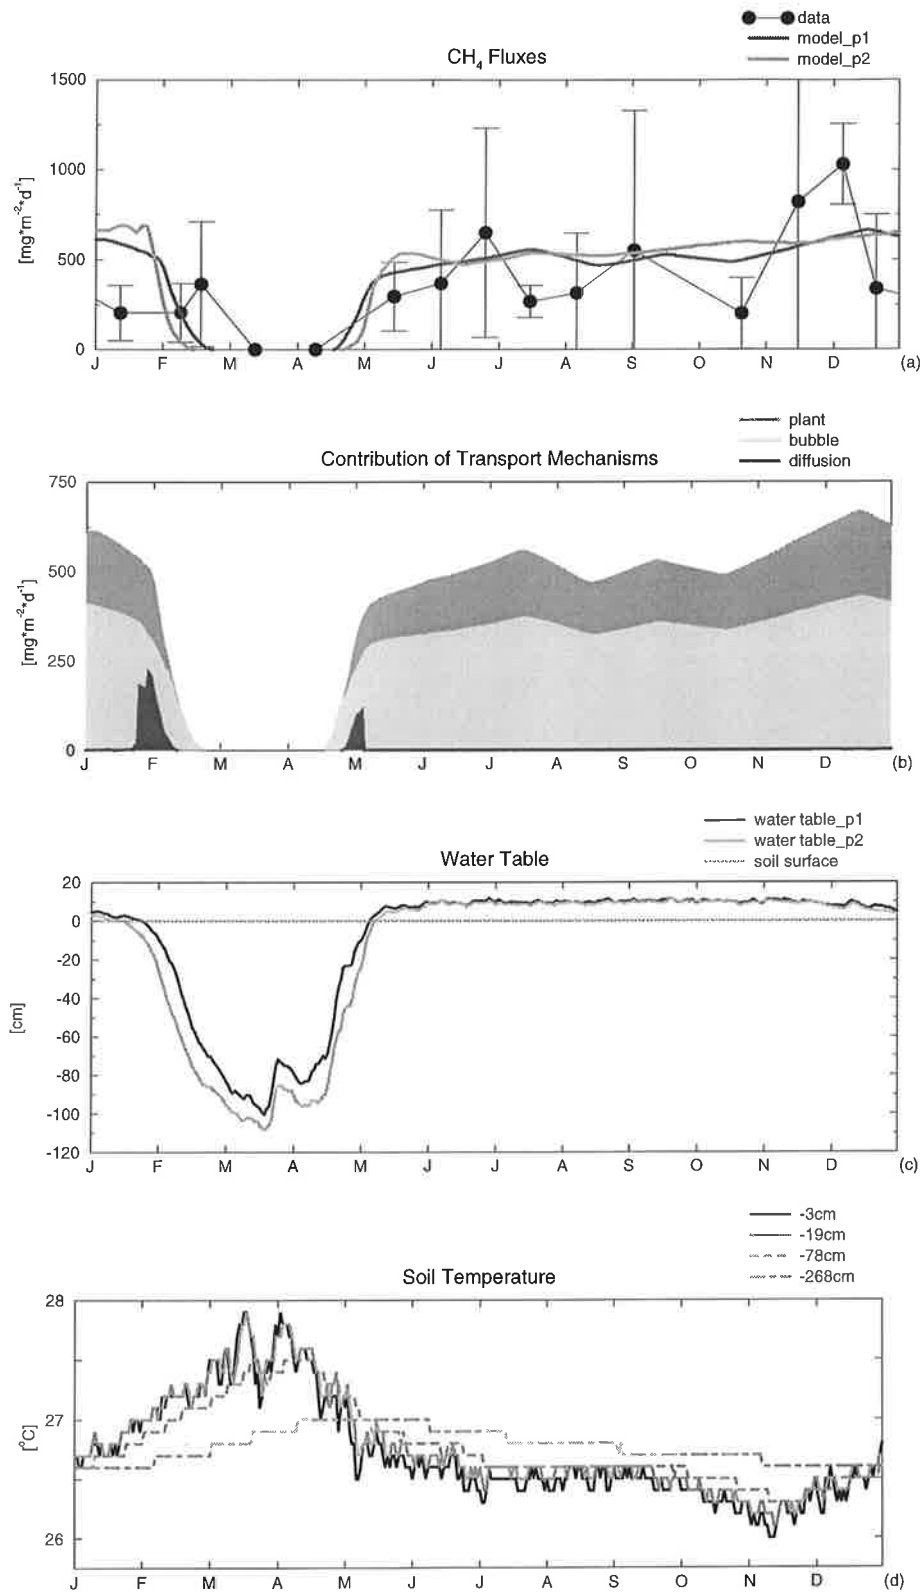 data
model_p1
model_p2
CH4 Fluxes
1500
1000
500
0
[mg*m-2*d-1]
J F M A M J J A S O N D (a)
plant
bubble
diffusion
Contribution of Transport Mechanisms
750
500
250
0
[mg*m-2*d-1]
J F M A M J J A S O N D (b)
water table_p1
water table_p2
soil surface
Water Table
20
0
-20
-40
-60
-80
-100
-120
[cm]
J F M A M J J A S O N D (c)
-3cm
-19cm
-78cm
-268cm
Soil Temperature
28
27
26
[°C]
J F M A M J J A S O N D (d)